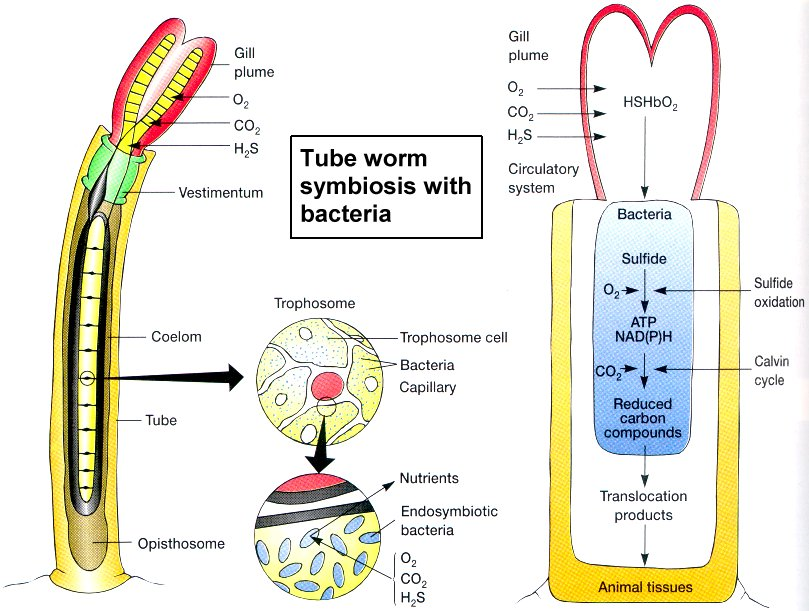 Gill
plume
O₂
CO₂
H₂S
Vestimentum
Tube worm
symbiosis with
bacteria
Coelom
Tube
Opisthosome
Trophosome
Trophosome cell
Bacteria
Capillary
Nutrients
Endosymbiotic
bacteria
O₂
CO₂
H₂S
Gill
plume
O₂
CO₂
H₂S
HSHbO₂
Circulatory
system
Bacteria
Sulfide
O₂
Sulfide
oxidation
ATP
NAD(P)H
CO₂
Calvin
cycle
Reduced
carbon
compounds
Translocation
products
Animal tissues